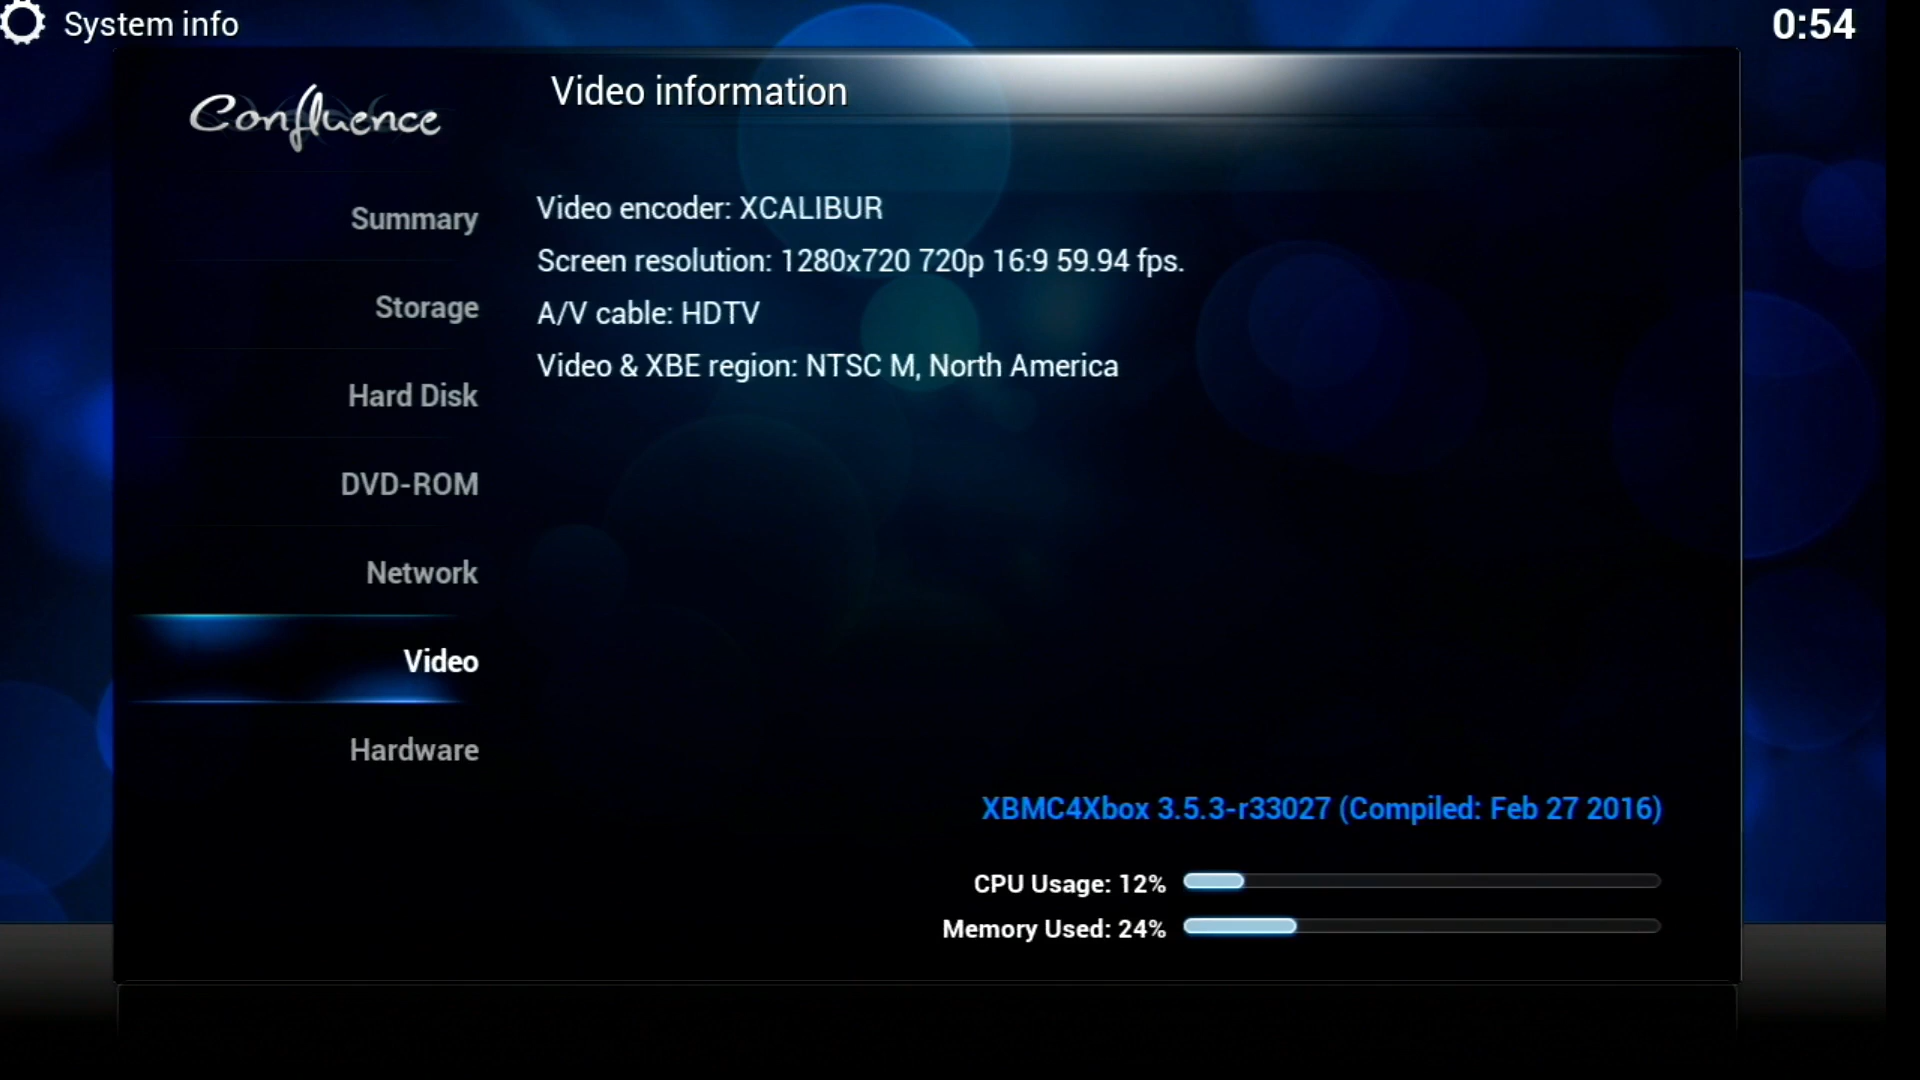 System info
0:54
Confluence
Video information
Summary
Storage
Hard Disk
DVD-ROM
Network
Video
Hardware
Video encoder: XCALIBUR
Screen resolution: 1280x720 720p 16:9 59.94 fps.
A/V cable: HDTV
Video & XBE region: NTSC M, North America
XBMC4Xbox 3.5.3-r33027 (Compiled: Feb 27 2016)
CPU Usage: 12%
Memory Used: 24%